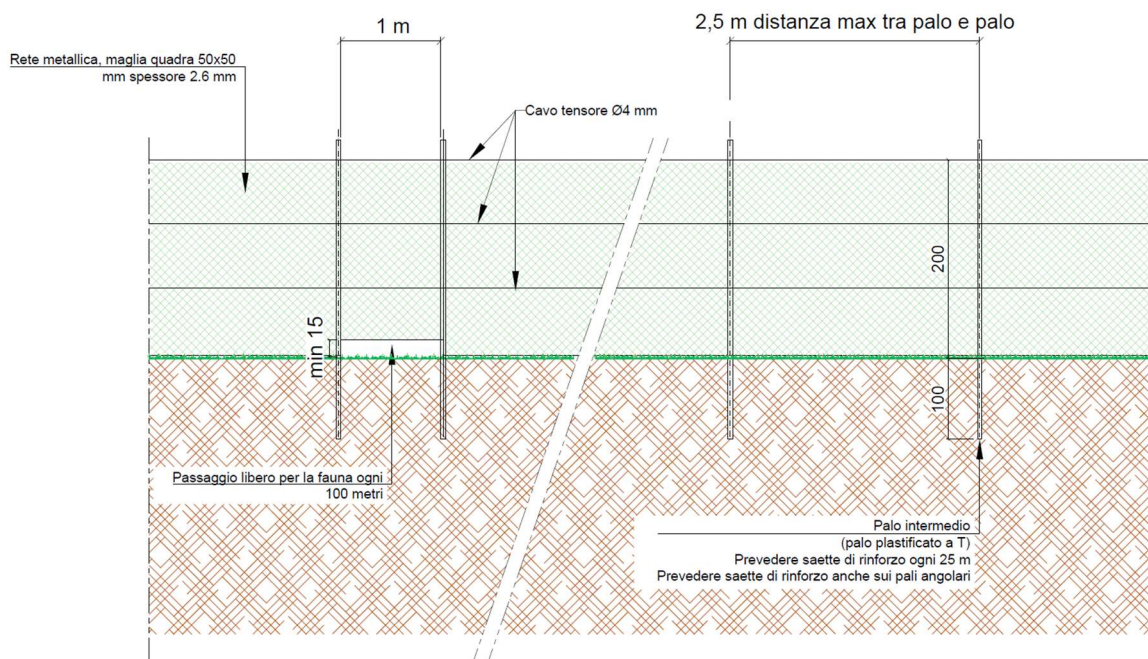 1 m
2,5 m distanza max tra palo e palo
Rete metallica, maglia quadra 50x50
mm spessore 2.6 mm
Cavo tensore Ø4 mm
200
min 15
100
Passaggio libero per la fauna ogni
100 metri
Palo intermedio
(palo plastificato a T)
Prevedere saette di rinforzo ogni 25 m
Prevedere saette di rinforzo anche sui pali angolari